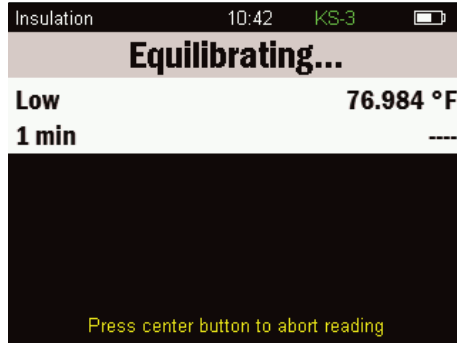 Insulation 10:42 KS-3
Equilibrating...
Low 76.984 °F
1 min ----
Press center button to abort reading